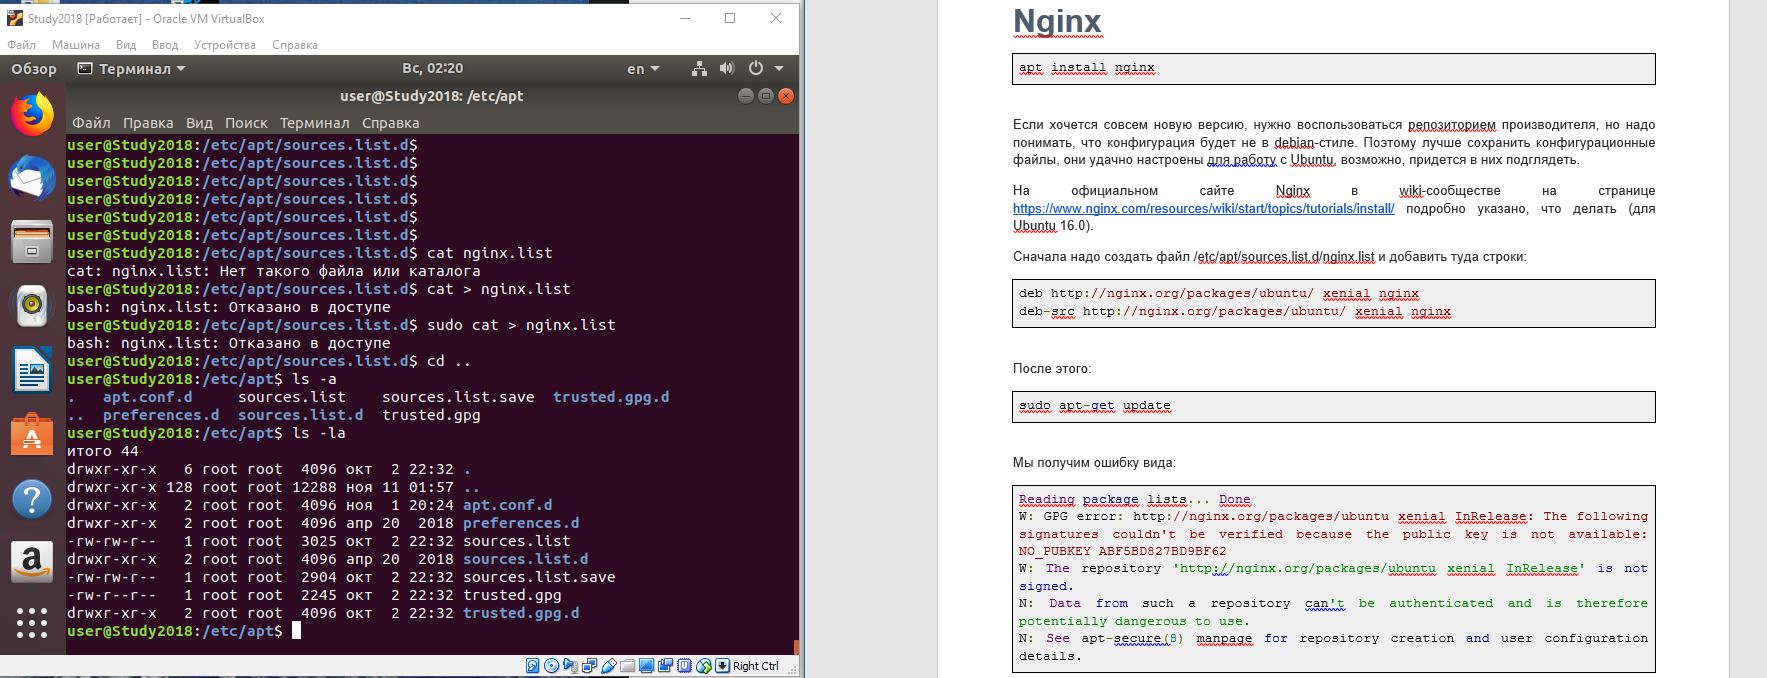 Study2018 [Работает] - Oracle VM VirtualBox
Файл Машина Вид Ввод Устройства Справка
Обзор Терминал Вс, 02:20 en
user@Study2018: /etc/apt
Файл Правка Вид Поиск Терминал Справка
user@Study2018:/etc/apt/sources.list.d$
user@Study2018:/etc/apt/sources.list.d$
user@Study2018:/etc/apt/sources.list.d$
user@Study2018:/etc/apt/sources.list.d$
user@Study2018:/etc/apt/sources.list.d$
user@Study2018:/etc/apt/sources.list.d$
user@Study2018:/etc/apt/sources.list.d$ cat nginx.list
cat: nginx.list: Нет такого файла или каталога
user@Study2018:/etc/apt/sources.list.d$ cat > nginx.list
bash: nginx.list: Отказано в доступе
user@Study2018:/etc/apt/sources.list.d$ sudo cat > nginx.list
bash: nginx.list: Отказано в доступе
user@Study2018:/etc/apt/sources.list.d$ cd ..
user@Study2018:/etc/apt$ ls -a
. apt.conf.d sources.list sources.list.save trusted.gpg.d
.. preferences.d sources.list.d trusted.gpg
user@Study2018:/etc/apt$ ls -la
итого 44
drwxr-xr-x 6 root root 4096 окт 2 22:32 .
drwxr-xr-x 128 root root 12288 ноя 11 01:57 ..
drwxr-xr-x 2 root root 4096 ноя 1 20:24 apt.conf.d
drwxr-xr-x 2 root root 4096 апр 20 2018 preferences.d
-rw-rw-r-- 1 root root 3025 окт 2 22:32 sources.list
drwxr-xr-x 2 root root 4096 апр 20 2018 sources.list.d
-rw-rw-r-- 1 root root 2904 окт 2 22:32 sources.list.save
-rw-r--r-- 1 root root 2245 окт 2 22:32 trusted.gpg
drwxr-xr-x 2 root root 4096 окт 2 22:32 trusted.gpg.d
user@Study2018:/etc/apt$
Right Ctrl
Nginx
apt install nginx
Если хочется совсем новую версию, нужно воспользоваться репозиторием производителя, но надо
понимать, что конфигурация будет не в debian-стиле. Поэтому лучше сохранить конфигурационные
файлы, они удачно настроены для работу с Ubuntu, возможно, придется в них подглядеть.
На официальном сайте Nginx в wiki-сообществе на странице
https://www.nginx.com/resources/wiki/start/topics/tutorials/install/ подробно указано, что делать (для
Ubuntu 16.0).
Сначала надо создать файл /etc/apt/sources.list.d/nginx.list и добавить туда строки:
deb http://nginx.org/packages/ubuntu/ xenial nginx
deb-src http://nginx.org/packages/ubuntu/ xenial nginx
После этого:
sudo apt-get update
Мы получим ошибку вида:
Reading package lists... Done
W: GPG error: http://nginx.org/packages/ubuntu xenial InRelease: The following
signatures couldn't be verified because the public key is not available:
NO_PUBKEY ABF5BD827BD9BF62
W: The repository 'http://nginx.org/packages/ubuntu xenial InRelease' is not
signed.
N: Data from such a repository can't be authenticated and is therefore
potentially dangerous to use.
N: See apt-secure(8) manpage for repository creation and user configuration
details.